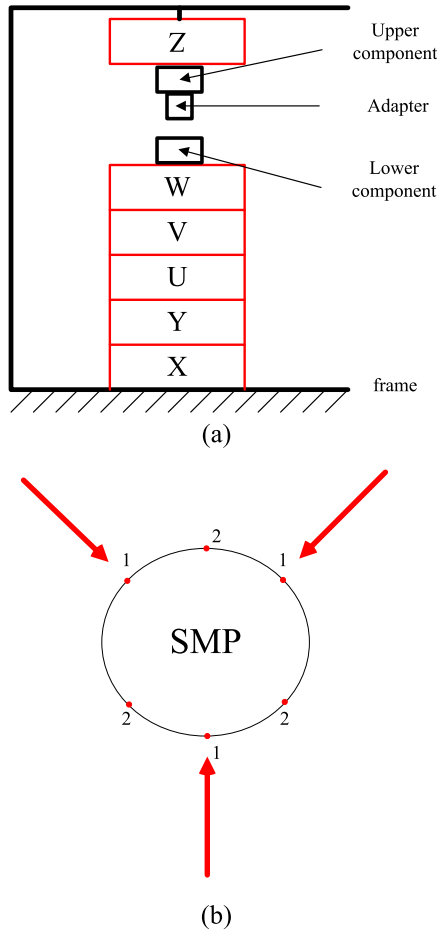 Z
Upper
component
Adapter
Lower
component
W
V
U
Y
X
frame
(a)
2
1
1
SMP
2
2
1
(b)